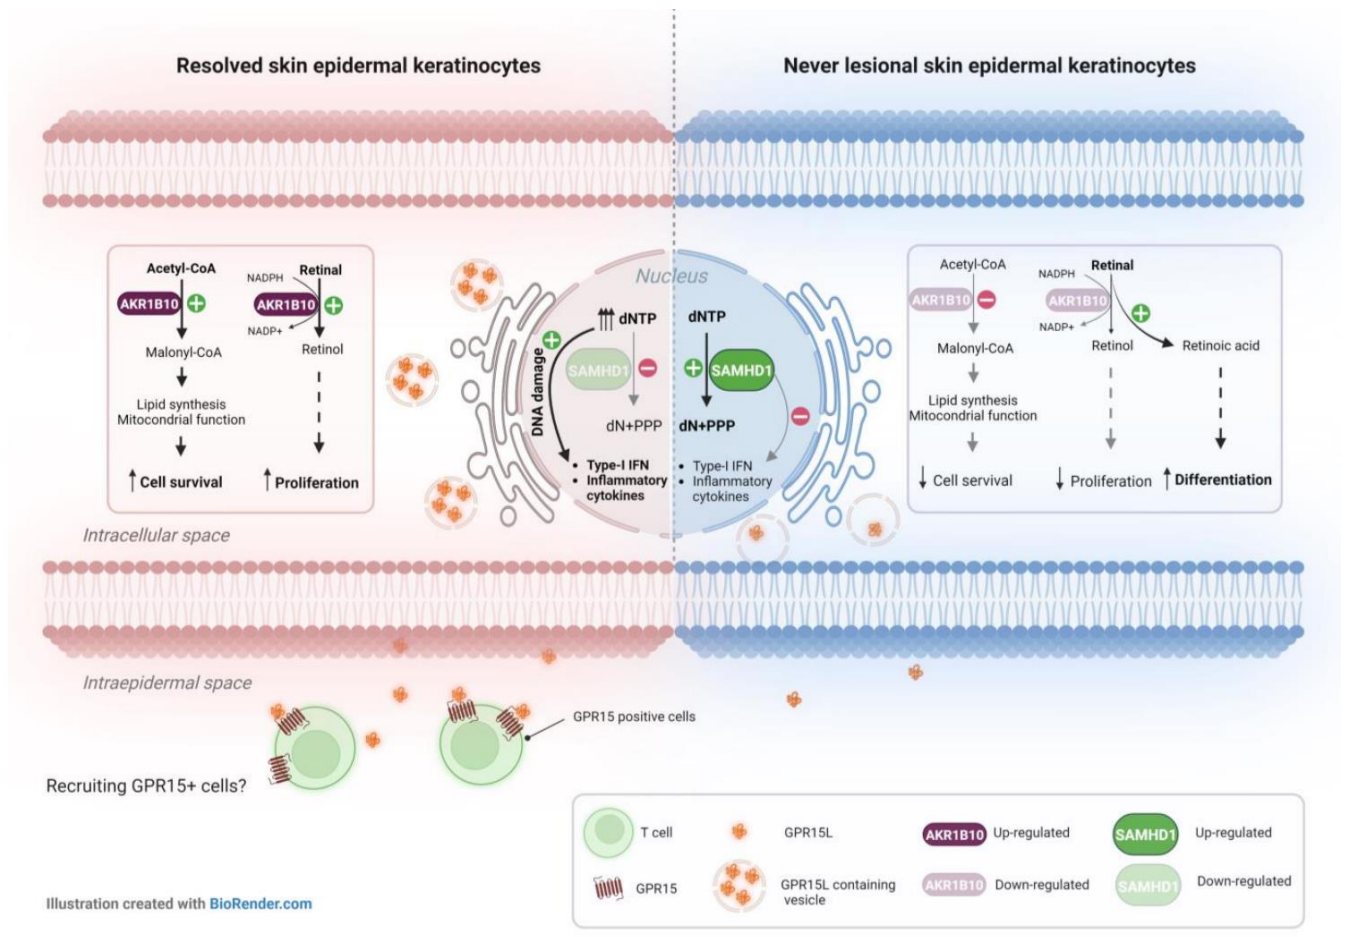 Resolved skin epidermal keratinocytes
Never lesional skin epidermal keratinocytes
Acetyl-CoA
NADPH
Retinal
AKR1B10
AKR1B10
NADP+
Malonyl-CoA
Retinol
Lipid synthesis
Mitocondrial function
Cell survival
Proliferation
Intracellular space
Nucleus
dNTP
SAMHD1
DNA damage
dN+PPP
• Type-I IFN
• Inflammatory
cytokines
dNTP
SAMHD1
dN+PPP
• Type-I IFN
• Inflammatory
cytokines
Acetyl-CoA
NADPH
Retinal
AKR1B10
AKR1B10
NADP+
Malonyl-CoA
Retinol
Retinoic acid
Lipid synthesis
Mitocondrial function
Cell survival
Proliferation
Differentiation
Intraepidermal space
GPR15 positive cells
Recruiting GPR15+ cells?
T cell
GPR15L
AKR1B10 Up-regulated
SAMHD1 Up-regulated
GPR15
GPR15L containing
vesicle
AKR1B10 Down-regulated
SAMHD1 Down-regulated
Illustration created with BioRender.com